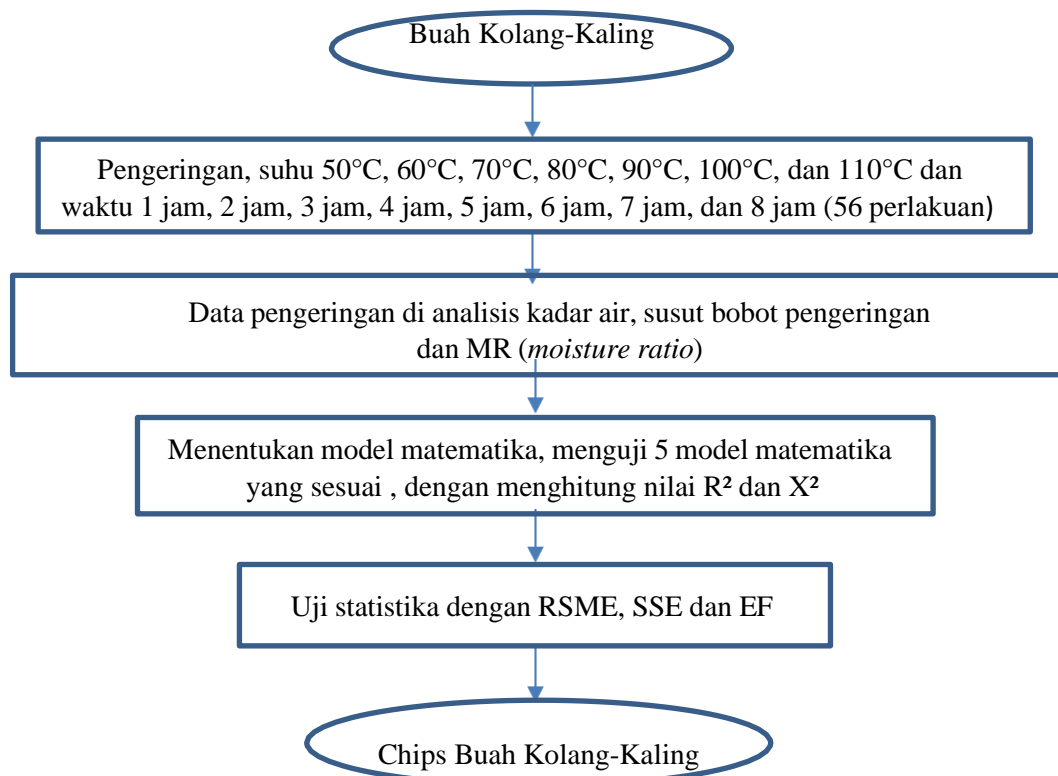 Buah Kolang-Kaling
Pengeringan, suhu 50°C, 60°C, 70°C, 80°C, 90°C, 100°C, dan 110°C dan
waktu 1 jam, 2 jam, 3 jam, 4 jam, 5 jam, 6 jam, 7 jam, dan 8 jam (56 perlakuan)
Data pengeringan di analisis kadar air, susut bobot pengeringan
dan MR (moisture ratio)
Menentukan model matematika, menguji 5 model matematika
yang sesuai , dengan menghitung nilai R² dan X²
Uji statistika dengan RSME, SSE dan EF
Chips Buah Kolang-Kaling